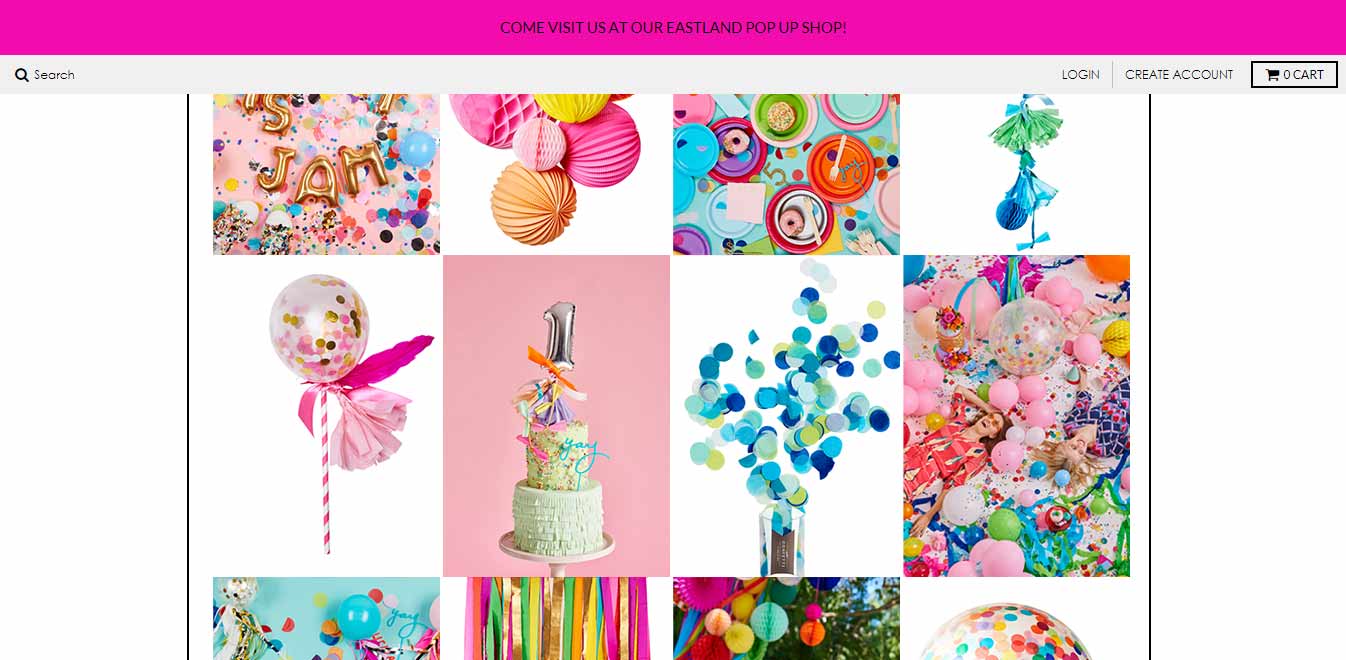 COME VISIT US AT OUR EASTLAND POP UP SHOP!
Search
LOGIN
CREATE ACCOUNT
0 CART
JAM
yay
1
yay
yay